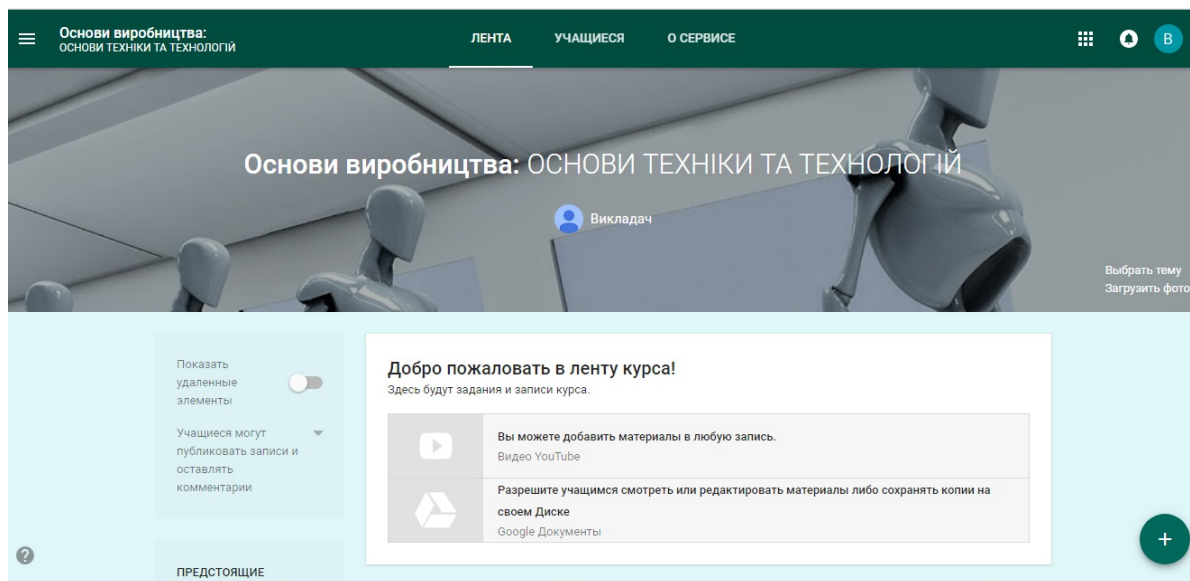 Основи виробництва:
ОСНОВИ ТЕХНІКИ ТА ТЕХНОЛОГІЙ
ЛЕНТА
УЧАЩИЕСЯ
О СЕРВИСЕ
В
Основи виробництва: ОСНОВИ ТЕХНІКИ ТА ТЕХНОЛОГІЙ
Викладач
Выбрать тему
Загрузить фото
Показать
удаленные
элементы
Учащиеся могут
публиковать записи и
оставлять
комментарии
ПРЕДСТОЯЩИЕ
Добро пожаловать в ленту курса!
Здесь будут задания и записи курса.
Вы можете добавить материалы в любую запись.
Видео YouTube
Разрешите учащимся смотреть или редактировать материалы либо сохранять копии на
своем Диске
Google Документы